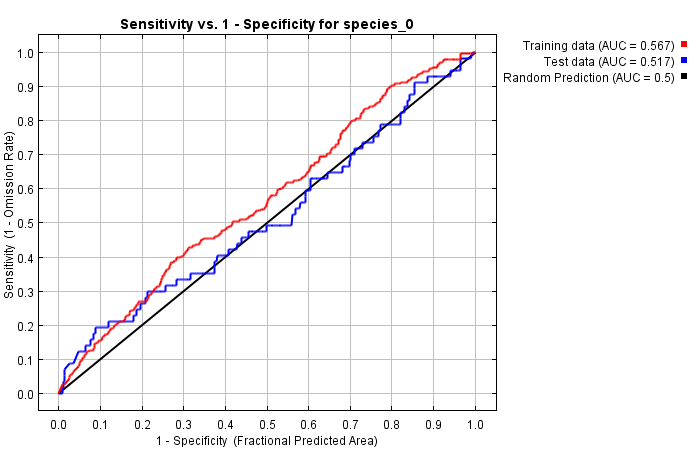 Sensitivity vs. 1 - Specificity for species_0
Training data (AUC = 0.567)
Test data (AUC = 0.517)
Random Prediction (AUC = 0.5)
Sensitivity (1 - Omission Rate)
1.0
0.9
0.8
0.7
0.6
0.5
0.4
0.3
0.2
0.1
0.0
0.0 0.1 0.2 0.3 0.4 0.5 0.6 0.7 0.8 0.9 1.0
1 - Specificity (Fractional Predicted Area)